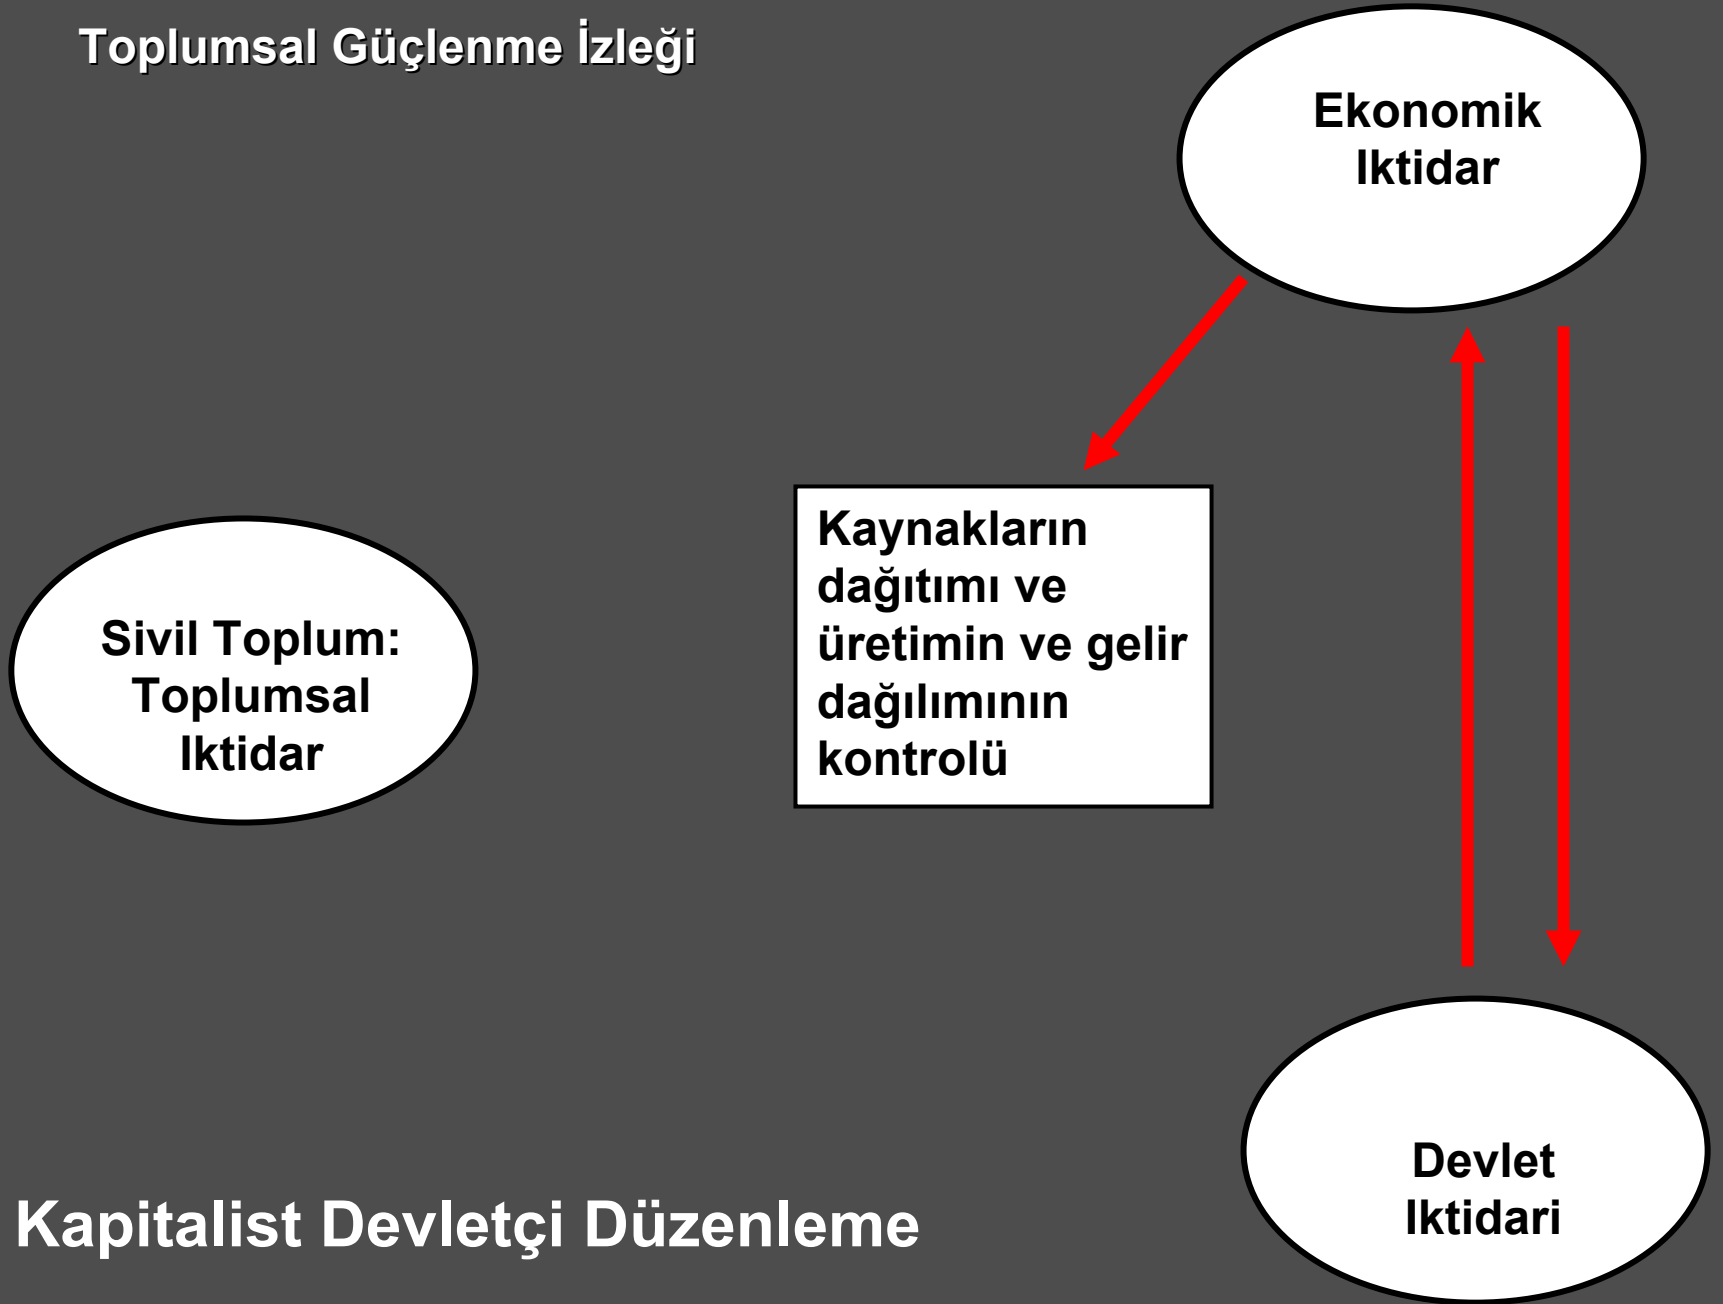 Toplumsal Güçlenme İzleği
Ekonomik
Iktidar
Kaynakların
dağıtımı ve
üretimin ve gelir
dağılımının
kontrolü
Sivil Toplum:
Toplumsal
Iktidar
Devlet
Iktidari
Kapitalist Devletçi Düzenleme